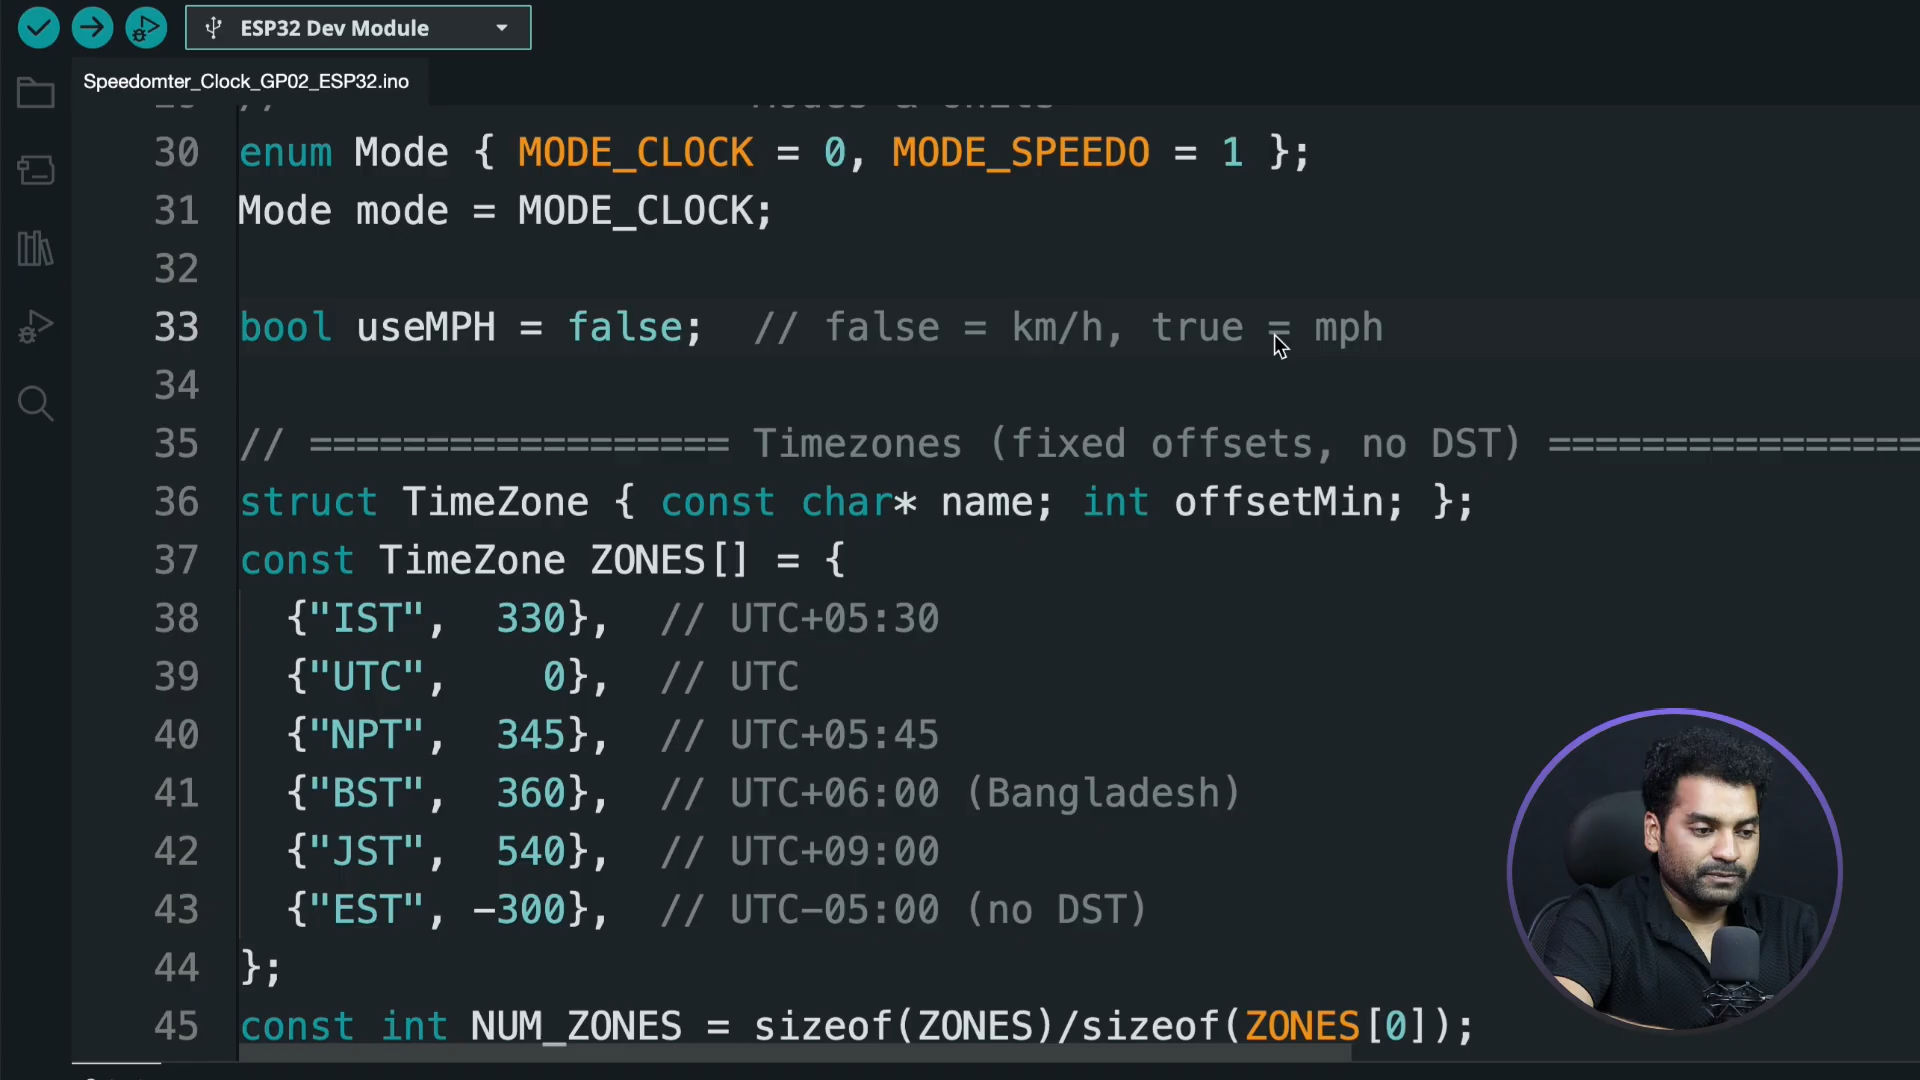 ESP32 Dev Module
Speedomter_Clock_GP02_ESP32.ino
30 enum Mode { MODE_CLOCK = 0, MODE_SPEEDO = 1 };
31 Mode mode = MODE_CLOCK;
32
33 bool useMPH = false;  // false = km/h, true = mph
34
35 // ================== Timezones (fixed offsets, no DST) ================
36 struct TimeZone { const char* name; int offsetMin; };
37 const TimeZone ZONES[] = {
38   {"IST",  330},  // UTC+05:30
39   {"UTC",    0},  // UTC
40   {"NPT",  345},  // UTC+05:45
41   {"BST",  360},  // UTC+06:00 (Bangladesh)
42   {"JST",  540},  // UTC+09:00
43   {"EST", -300},  // UTC-05:00 (no DST)
44 };
45 const int NUM_ZONES = sizeof(ZONES)/sizeof(ZONES[0]);